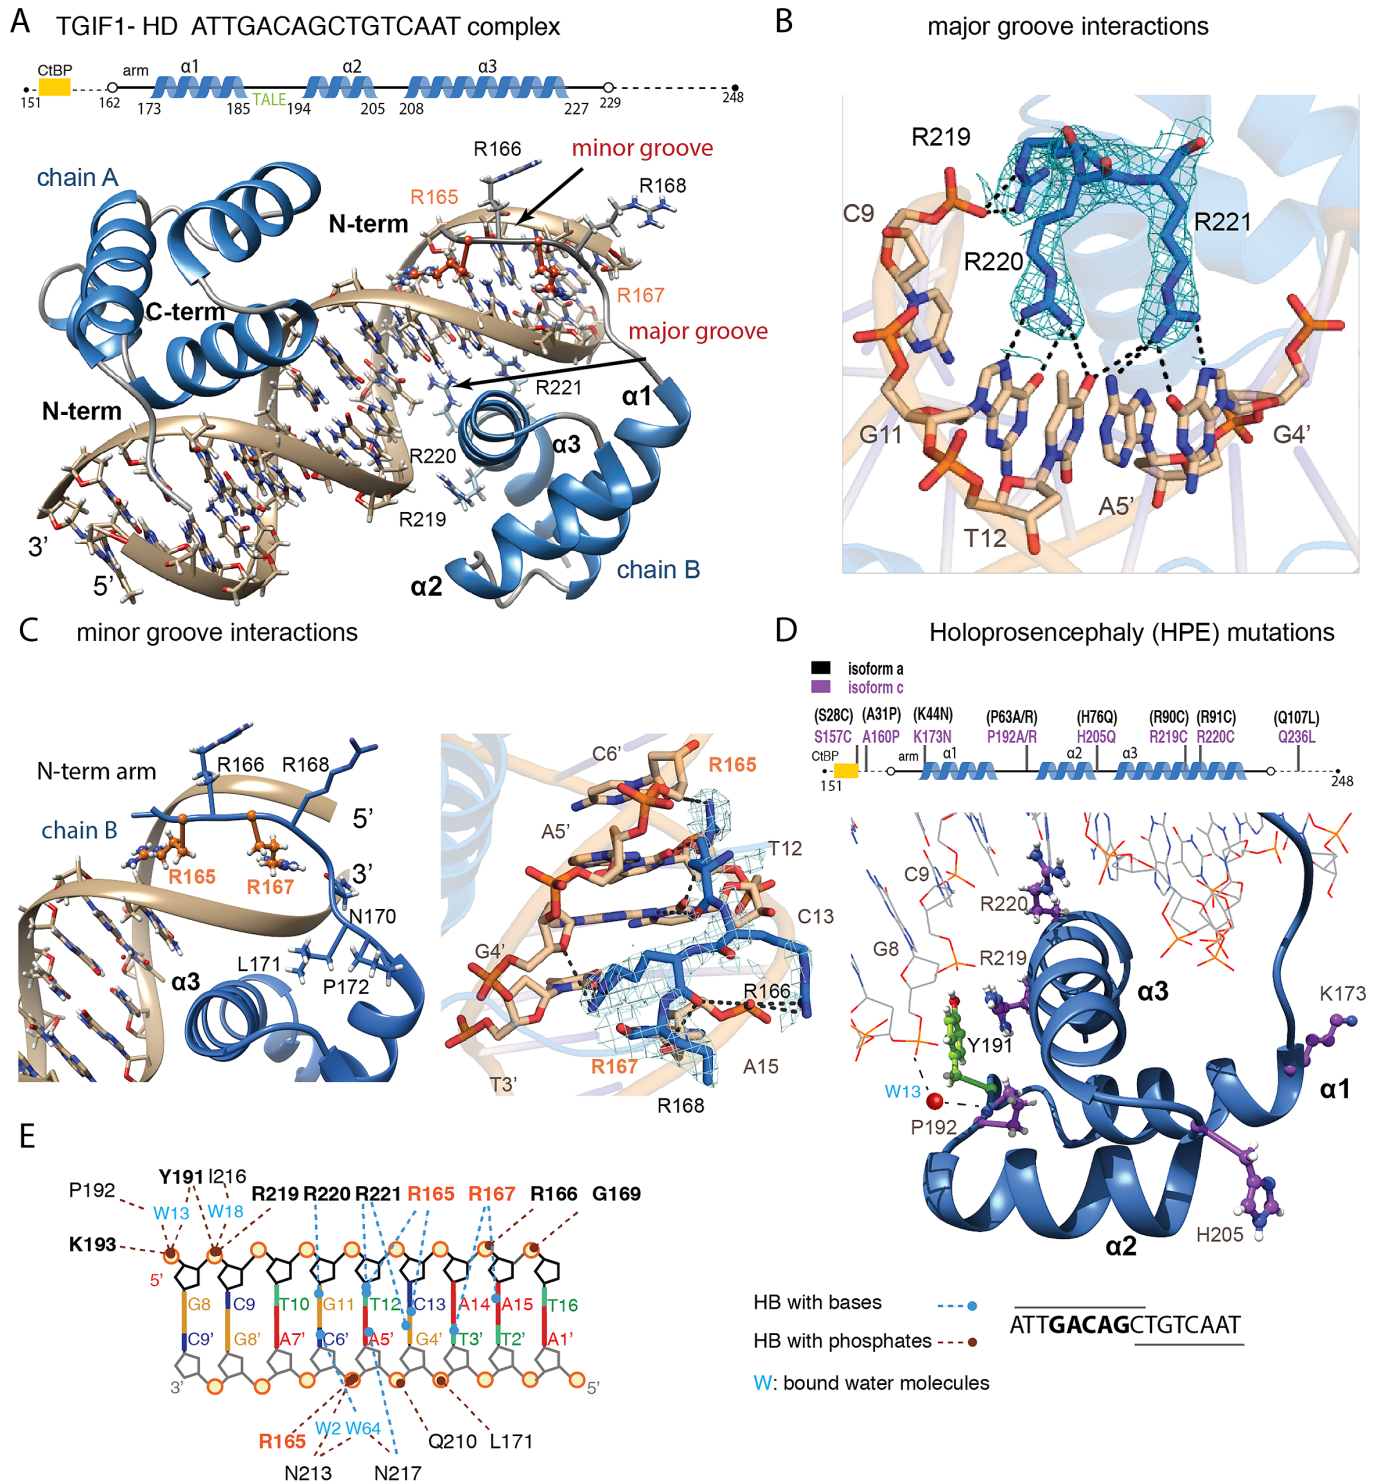 A TGIF1- HD ATTGACAGCTGTCAAT complex
CtBP arm α1 α2 α3
151 162 173 185 TALE 194 205 208 227 229 248
chain A
R166
minor groove
R165
R168
N-term
C-term
R167
major groove
R221
α1
N-term
α3
R220
R219
3’
5’
α2
chain B
B major groove interactions
R219
C9
R221
R220
G11
G4’
A5’
T12
C minor groove interactions
N-term arm
R166
R168
5’
chain B
R165
R167
3’
N170
L171
α3
P172
C6’
R165
A5’
T12
C13
G4’
R166
R167
A15
T3’
R168
D Holoprosencephaly (HPE) mutations
isoform a
isoform c
(S28C) (A31P) (K44N) (P63A/R) (H76Q) (R90C) (R91C) (Q107L)
S157C A160P K173N P192A/R H205Q R219C R220C Q236L
CtBP arm α1 α2 α3
151 248
C9
R220
G8
R219
α3
K173
Y191
W13
α1
P192
H205
α2
E
P192 Y191 I216
R219 R220 R221 R165 R167 R166 G169
W13 W18
K193
5’
G8 C9 T10 G11 T12 C13 A14 A15 T16
C9’ G8’ A7’ C6’ A5’ G4’ T3’ T2’ A1’
3’ 5’
R165 W2 W64 Q210 L171
N213 N217
HB with bases
HB with phosphates
W: bound water molecules
ATTGACAGCTGTCAAT